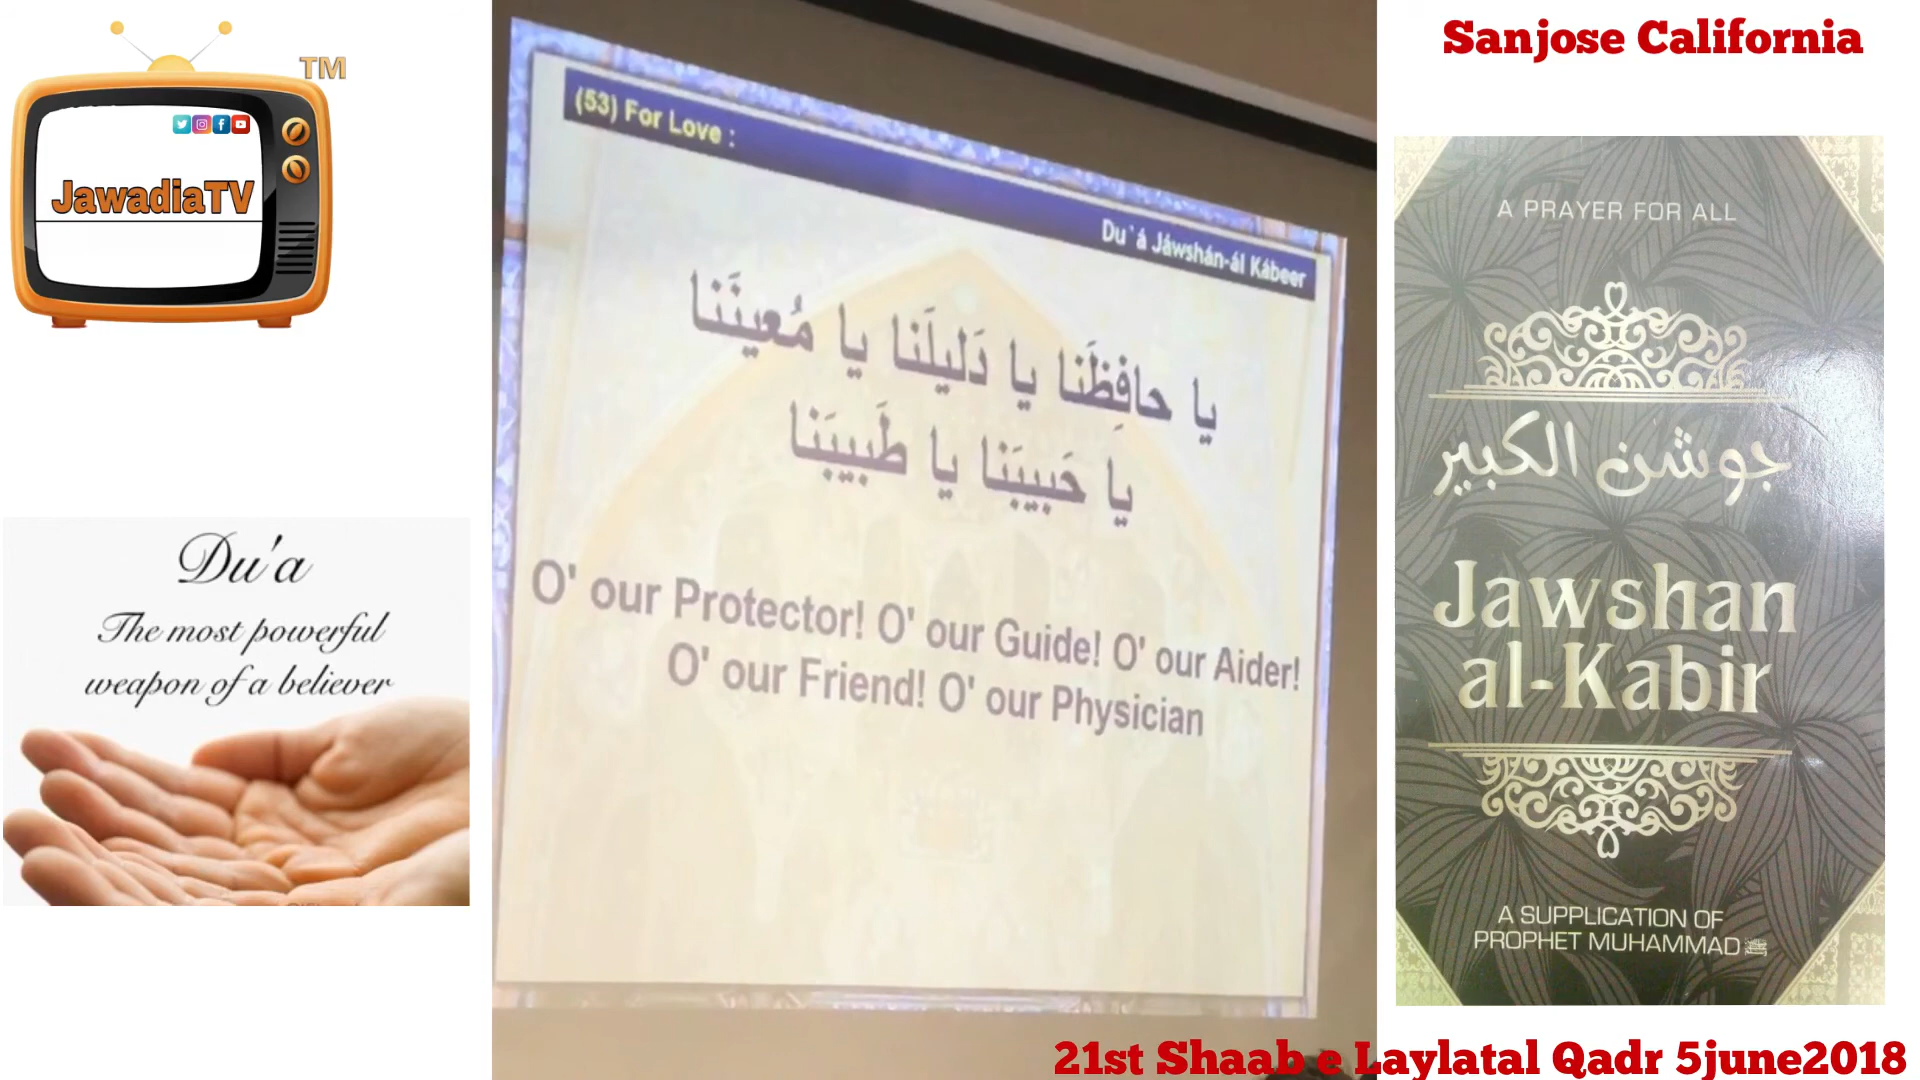 TM
JawadiaTV
Du'a
The most powerful
weapon of a believer
(53) For Love :
Du`á Jáwshán-ál Kábeer
يا حافِظَنا يا دَليلَنا يا مُعينَنا
يا حَبيبَنا يا طَبيبَنا
O' our Protector! O' our Guide! O' our Aider!
O' our Friend! O' our Physician
Sanjose California
A PRAYER FOR ALL
جوشن الكبير
Jawshan
al-Kabir
A SUPPLICATION OF
PROPHET MUHAMMAD ﷺ
21st Shaab e Laylatal Qadr 5june2018